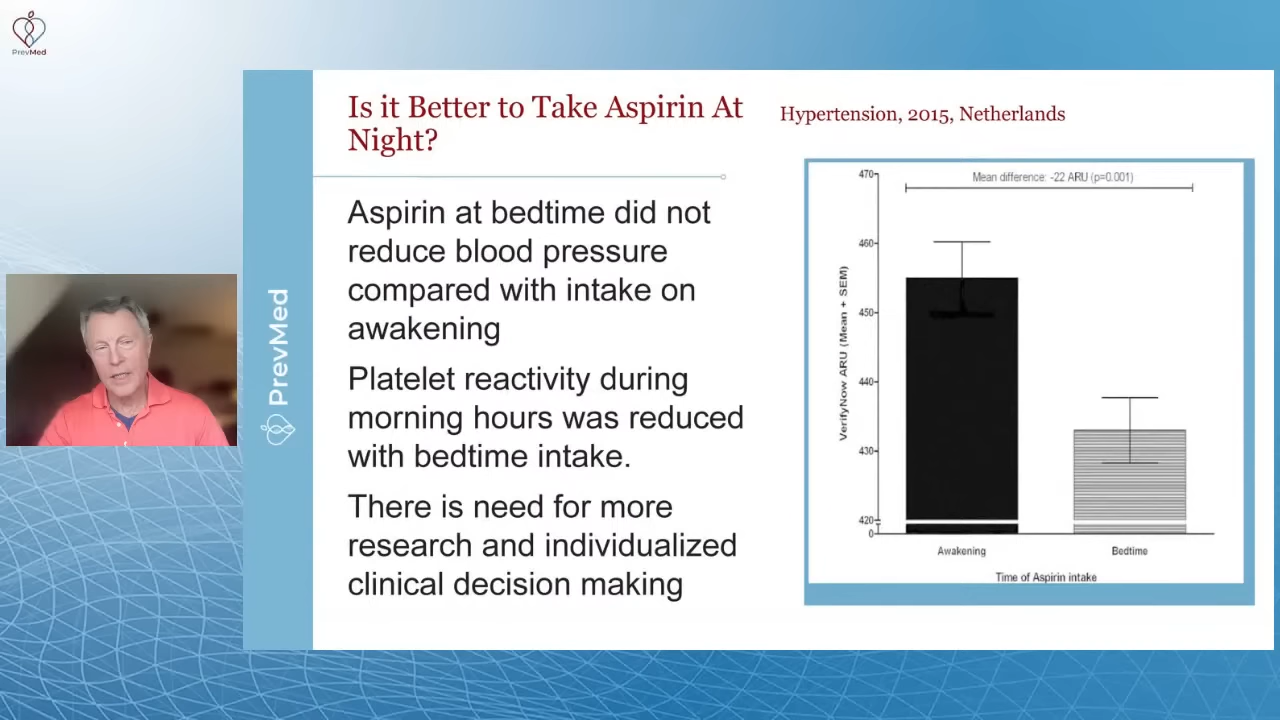 PrevMed
PrevMed
Is it Better to Take Aspirin At
Night?
Aspirin at bedtime did not
reduce blood pressure
compared with intake on
awakening
Platelet reactivity during
morning hours was reduced
with bedtime intake.
There is need for more
research and individualized
clinical decision making
Hypertension, 2015, Netherlands
Mean difference: -22 ARU (p=0.001)
VerifyNow ARU (Mean + SEM)
470
460
450
440
430
420
0
Awakening Bedtime
Time of Aspirin intake